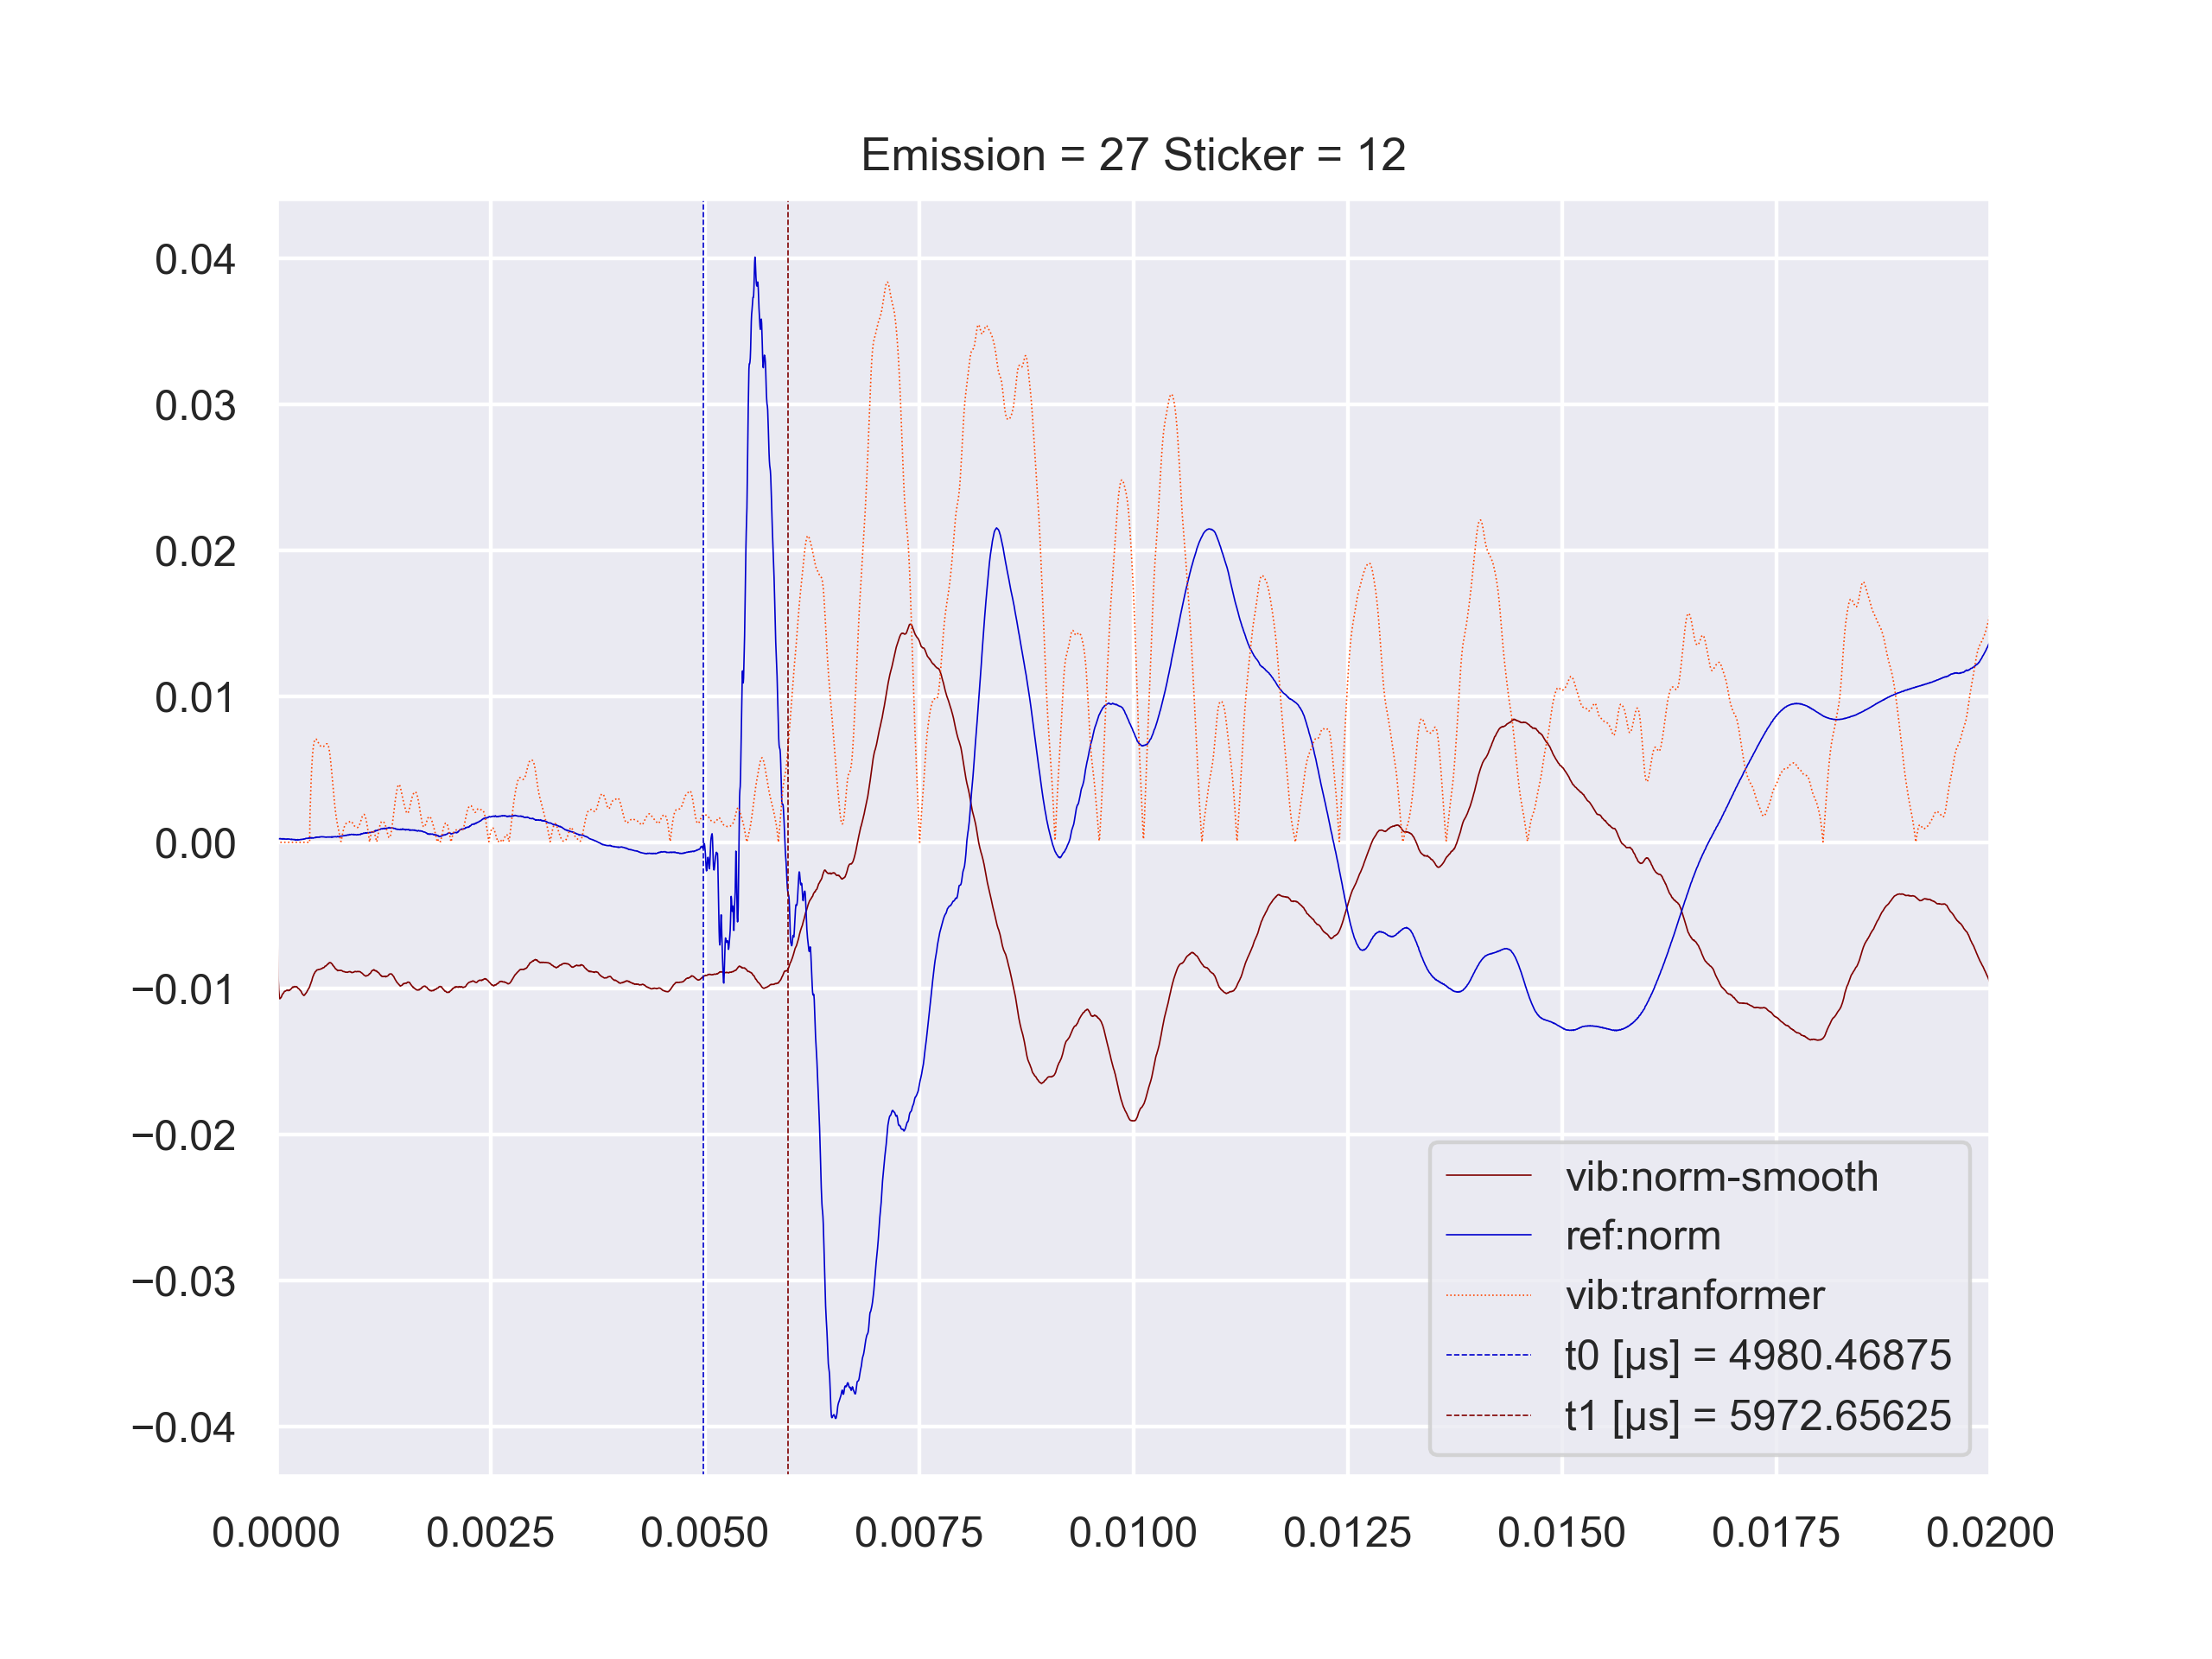 Emission = 27 Sticker = 12
0.04
0.03
0.02
0.01
0.00
−0.01
−0.02
−0.03
−0.04
vib:norm-smooth
ref:norm
vib:tranformer
t0 [μs] = 4980.46875
t1 [μs] = 5972.65625
0.0000 0.0025 0.0050 0.0075 0.0100 0.0125 0.0150 0.0175 0.0200